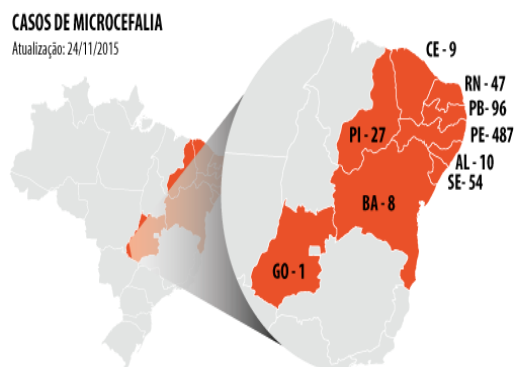 CASOS DE MICROCEFALIA
Atualização: 24/11/2015
CE - 9
RN - 47
PB- 96
PI - 27
PE- 487
AL - 10
SE- 54
BA - 8
GO - 1